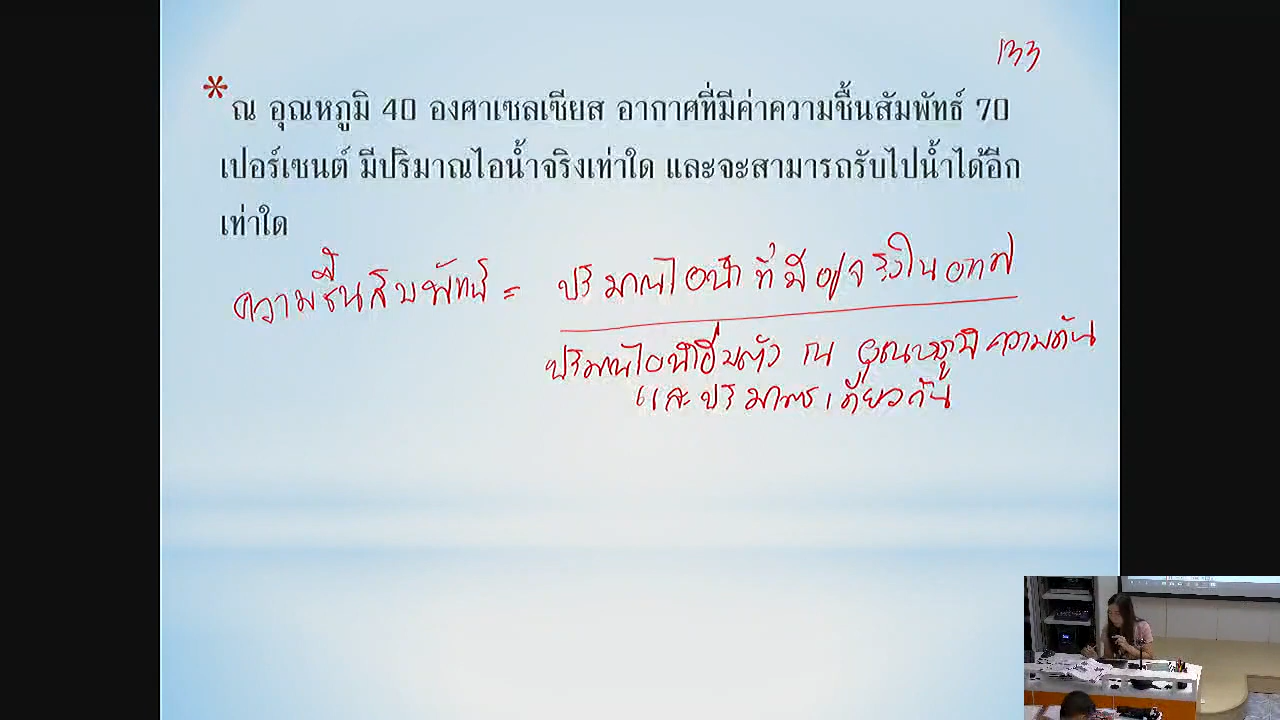 133
*ณ อุณหภูมิ 40 องศาเซลเซียส อากาศที่มีค่าความชื้นสัมพัทธ์ 70
เปอร์เซนต์ มีปริมาณไอน้ำจริงเท่าใด และจะสามารถรับไปน้ำได้อีก
เท่าใด
ความชื้นสัมพัทธ์ = ปริมาณไอน้ำที่มีอยู่จริงในอากาศ
ปริมาณไอน้ำอิ่มตัว ณ อุณหภูมิความดัน
และปริมาตรเดียวกัน